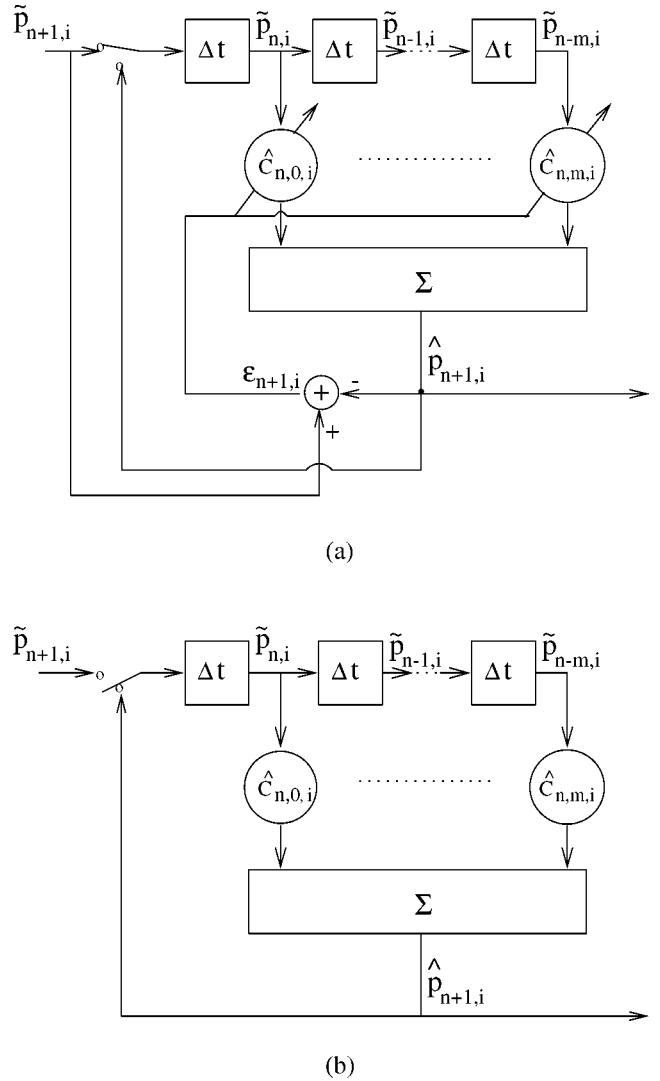 p̃n+1,i Δt p̃n,i Δt p̃n-1,i ...... Δt p̃n-m,i
ĉn,0,i .................. ĉn,m,i
Σ
p̂n+1,i
εn+1,i + -
+
(a)
p̃n+1,i Δt p̃n,i Δt p̃n-1,i ...... Δt p̃n-m,i
ĉn,0,i .................. ĉn,m,i
Σ
p̂n+1,i
(b)